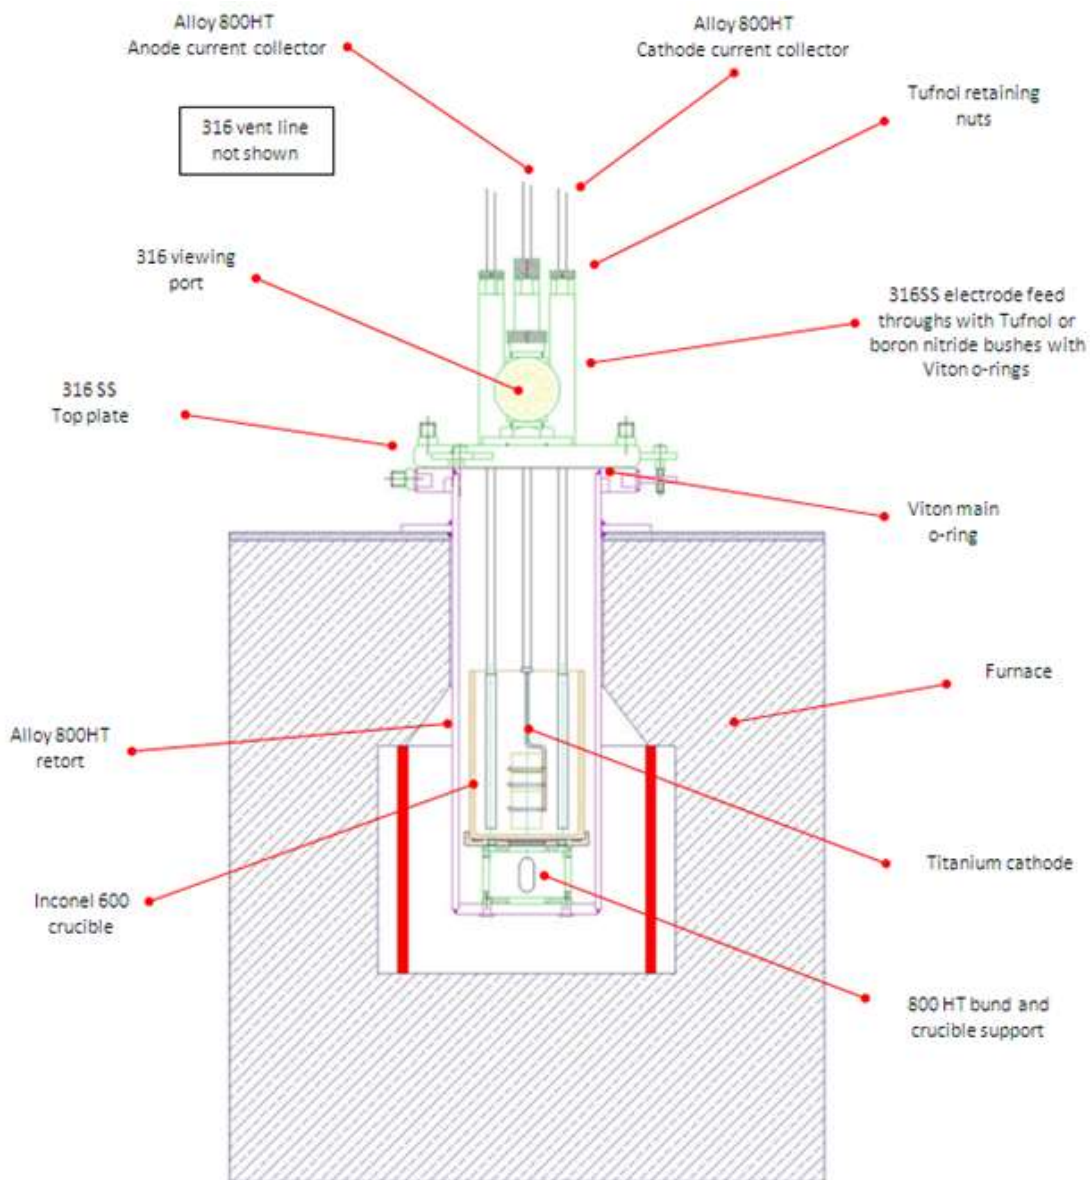 Alloy 800HT
Anode current collector
Alloy 800HT
Cathode current collector
Tufnol retaining
nuts
316 vent line
not shown
316 viewing
port
316SS electrode feed
throughs with Tufnol or
boron nitride bushes with
Viton o-rings
316 SS
Top plate
Viton main
o-ring
Furnace
Alloy 800HT
retort
Titanium cathode
Inconel 600
crucible
800 HT bund and
crucible support